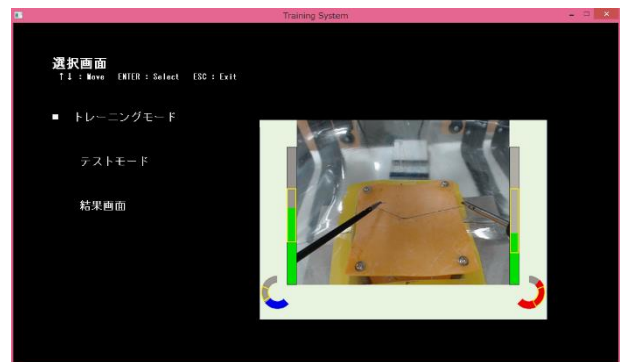 Training System
選択画面
↑↓ : Move   ENTER : Select   ESC : Exit
■ トレーニングモード
テストモード
結果画面